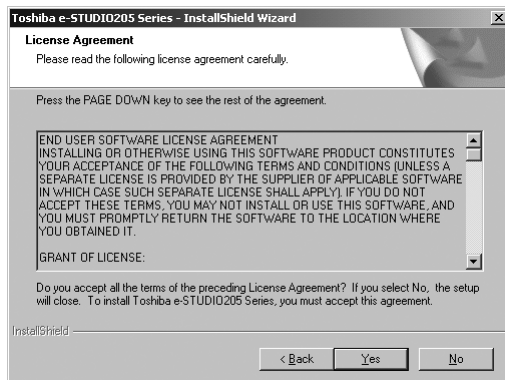 Toshiba e-STUDIO205 Series - InstallShield Wizard
License Agreement
Please read the following license agreement carefully.
Press the PAGE DOWN key to see the rest of the agreement.
END USER SOFTWARE LICENSE AGREEMENT
INSTALLING OR OTHERWISE USING THIS SOFTWARE PRODUCT CONSTITUTES
YOUR ACCEPTANCE OF THE FOLLOWING TERMS AND CONDITIONS (UNLESS A
SEPARATE LICENSE IS PROVIDED BY THE SUPPLIER OF APPLICABLE SOFTWARE
IN WHICH CASE SUCH SEPARATE LICENSE SHALL APPLY). IF YOU DO NOT
ACCEPT THESE TERMS, YOU MAY NOT INSTALL OR USE THIS SOFTWARE, AND
YOU MUST PROMPTLY RETURN THE SOFTWARE TO THE LOCATION WHERE
YOU OBTAINED IT.
GRANT OF LICENSE:
Do you accept all the terms of the preceding License Agreement? If you select No, the setup
will close. To install Toshiba e-STUDIO205 Series, you must accept this agreement.
InstallShield
< Back Yes No